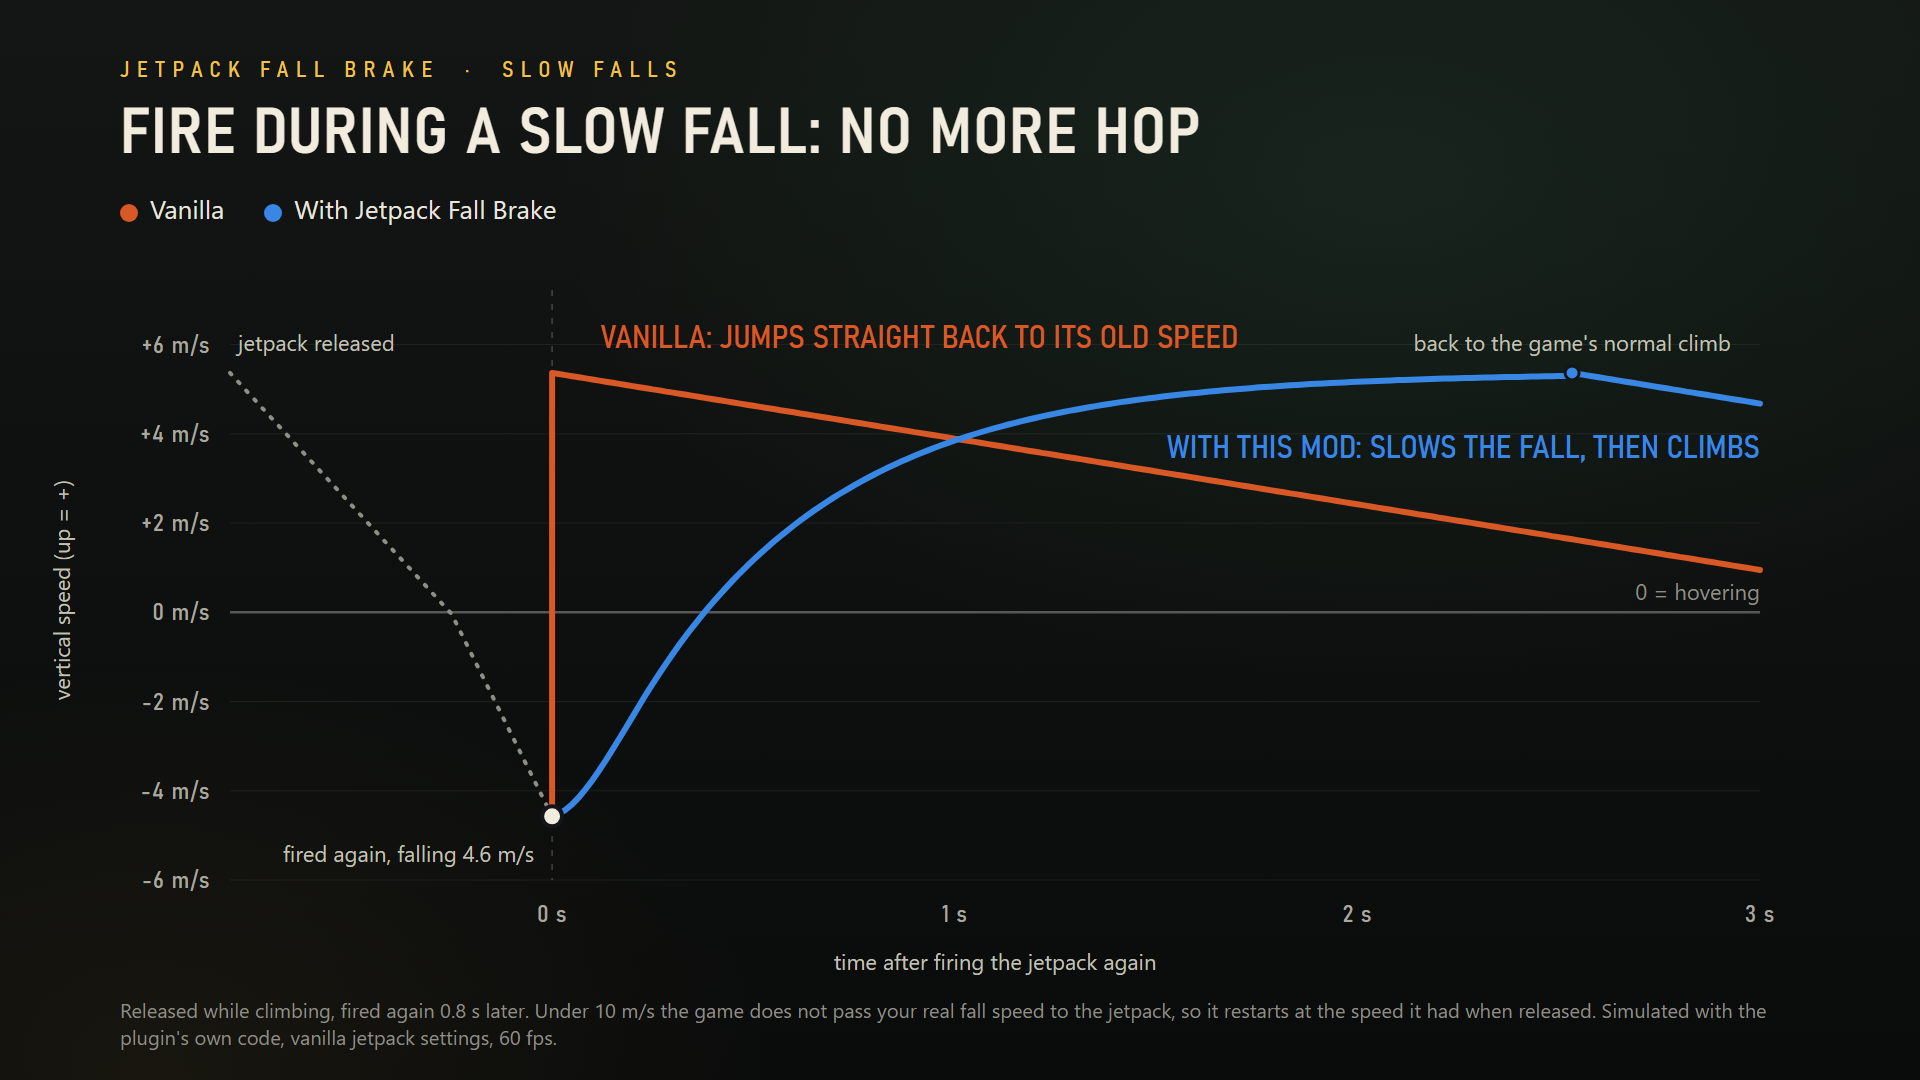 JETPACK FALL BRAKE · SLOW FALLS
FIRE DURING A SLOW FALL: NO MORE HOP
Vanilla
With Jetpack Fall Brake
vertical speed (up = +)
+6 m/s
+4 m/s
+2 m/s
0 m/s
-2 m/s
-4 m/s
-6 m/s
jetpack released
VANILLA: JUMPS STRAIGHT BACK TO ITS OLD SPEED
back to the game's normal climb
WITH THIS MOD: SLOWS THE FALL, THEN CLIMBS
0 = hovering
fired again, falling 4.6 m/s
0 s
1 s
2 s
3 s
time after firing the jetpack again
Released while climbing, fired again 0.8 s later. Under 10 m/s the game does not pass your real fall speed to the jetpack, so it restarts at the speed it had when released. Simulated with the
plugin's own code, vanilla jetpack settings, 60 fps.